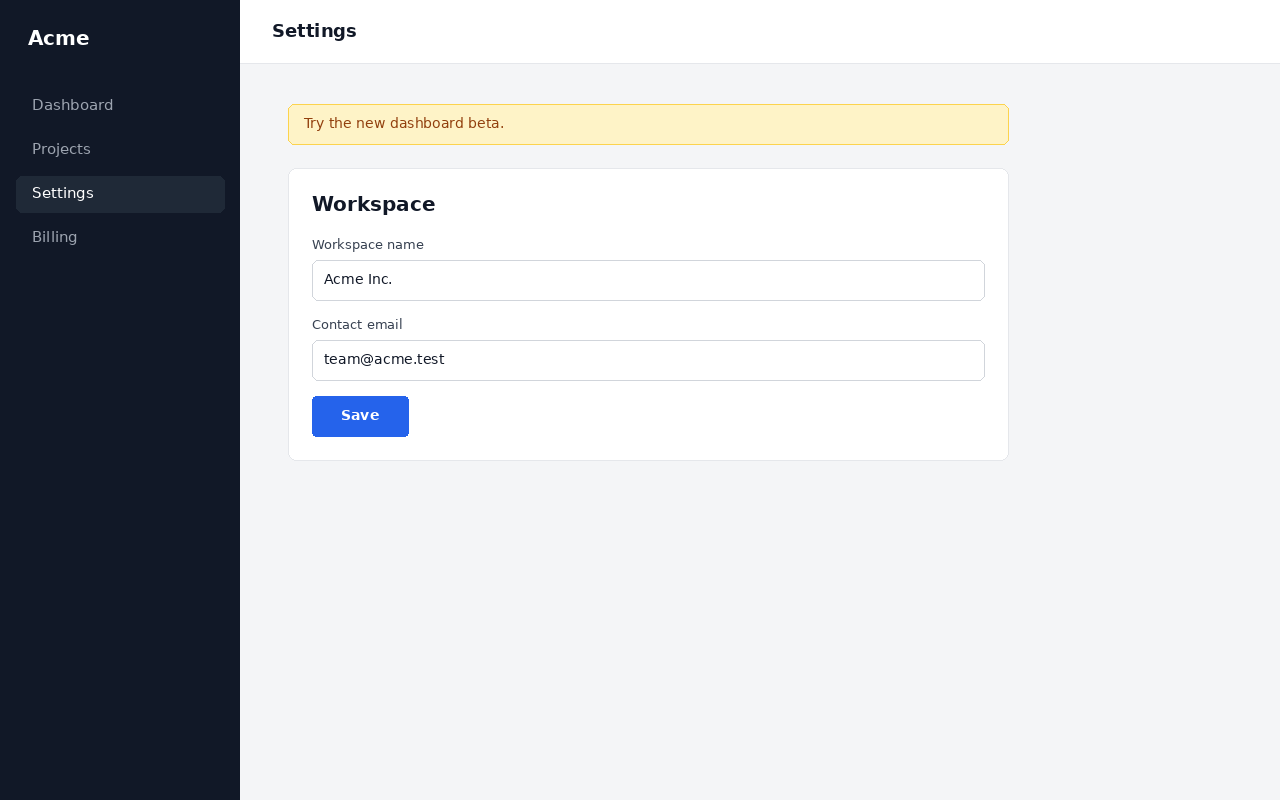 Acme
Dashboard
Projects
Settings
Billing
Settings
Try the new dashboard beta.
Workspace
Workspace name
Acme Inc.
Contact email
team@acme.test
Save